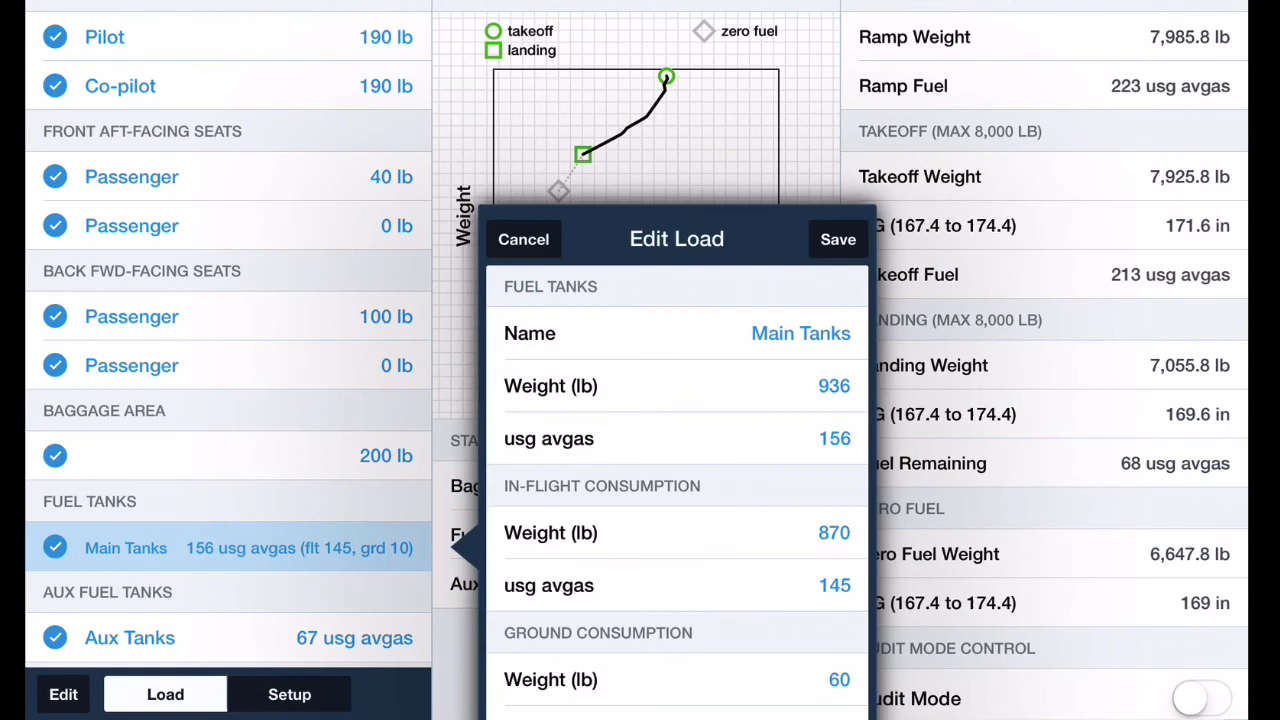 Pilot 190 lb
Co-pilot 190 lb
FRONT AFT-FACING SEATS
Passenger 40 lb
Passenger 0 lb
BACK FWD-FACING SEATS
Passenger 100 lb
Passenger 0 lb
BAGGAGE AREA
200 lb
FUEL TANKS
Main Tanks 156 usg avgas (flt 145, grd 10)
AUX FUEL TANKS
Aux Tanks 67 usg avgas
Edit Load Setup
takeoff
landing
zero fuel
Weight
STA
Bag
Fu
Aux
Cancel Edit Load Save
FUEL TANKS
Name Main Tanks
Weight (lb) 936
usg avgas 156
IN-FLIGHT CONSUMPTION
Weight (lb) 870
usg avgas 145
GROUND CONSUMPTION
Weight (lb) 60
Ramp Weight 7,985.8 lb
Ramp Fuel 223 usg avgas
TAKEOFF (MAX 8,000 LB)
Takeoff Weight 7,925.8 lb
G (167.4 to 174.4) 171.6 in
keoff Fuel 213 usg avgas
NDING (MAX 8,000 LB)
anding Weight 7,055.8 lb
G (167.4 to 174.4) 169.6 in
el Remaining 68 usg avgas
RO FUEL
ero Fuel Weight 6,647.8 lb
G (167.4 to 174.4) 169 in
UDIT MODE CONTROL
udit Mode